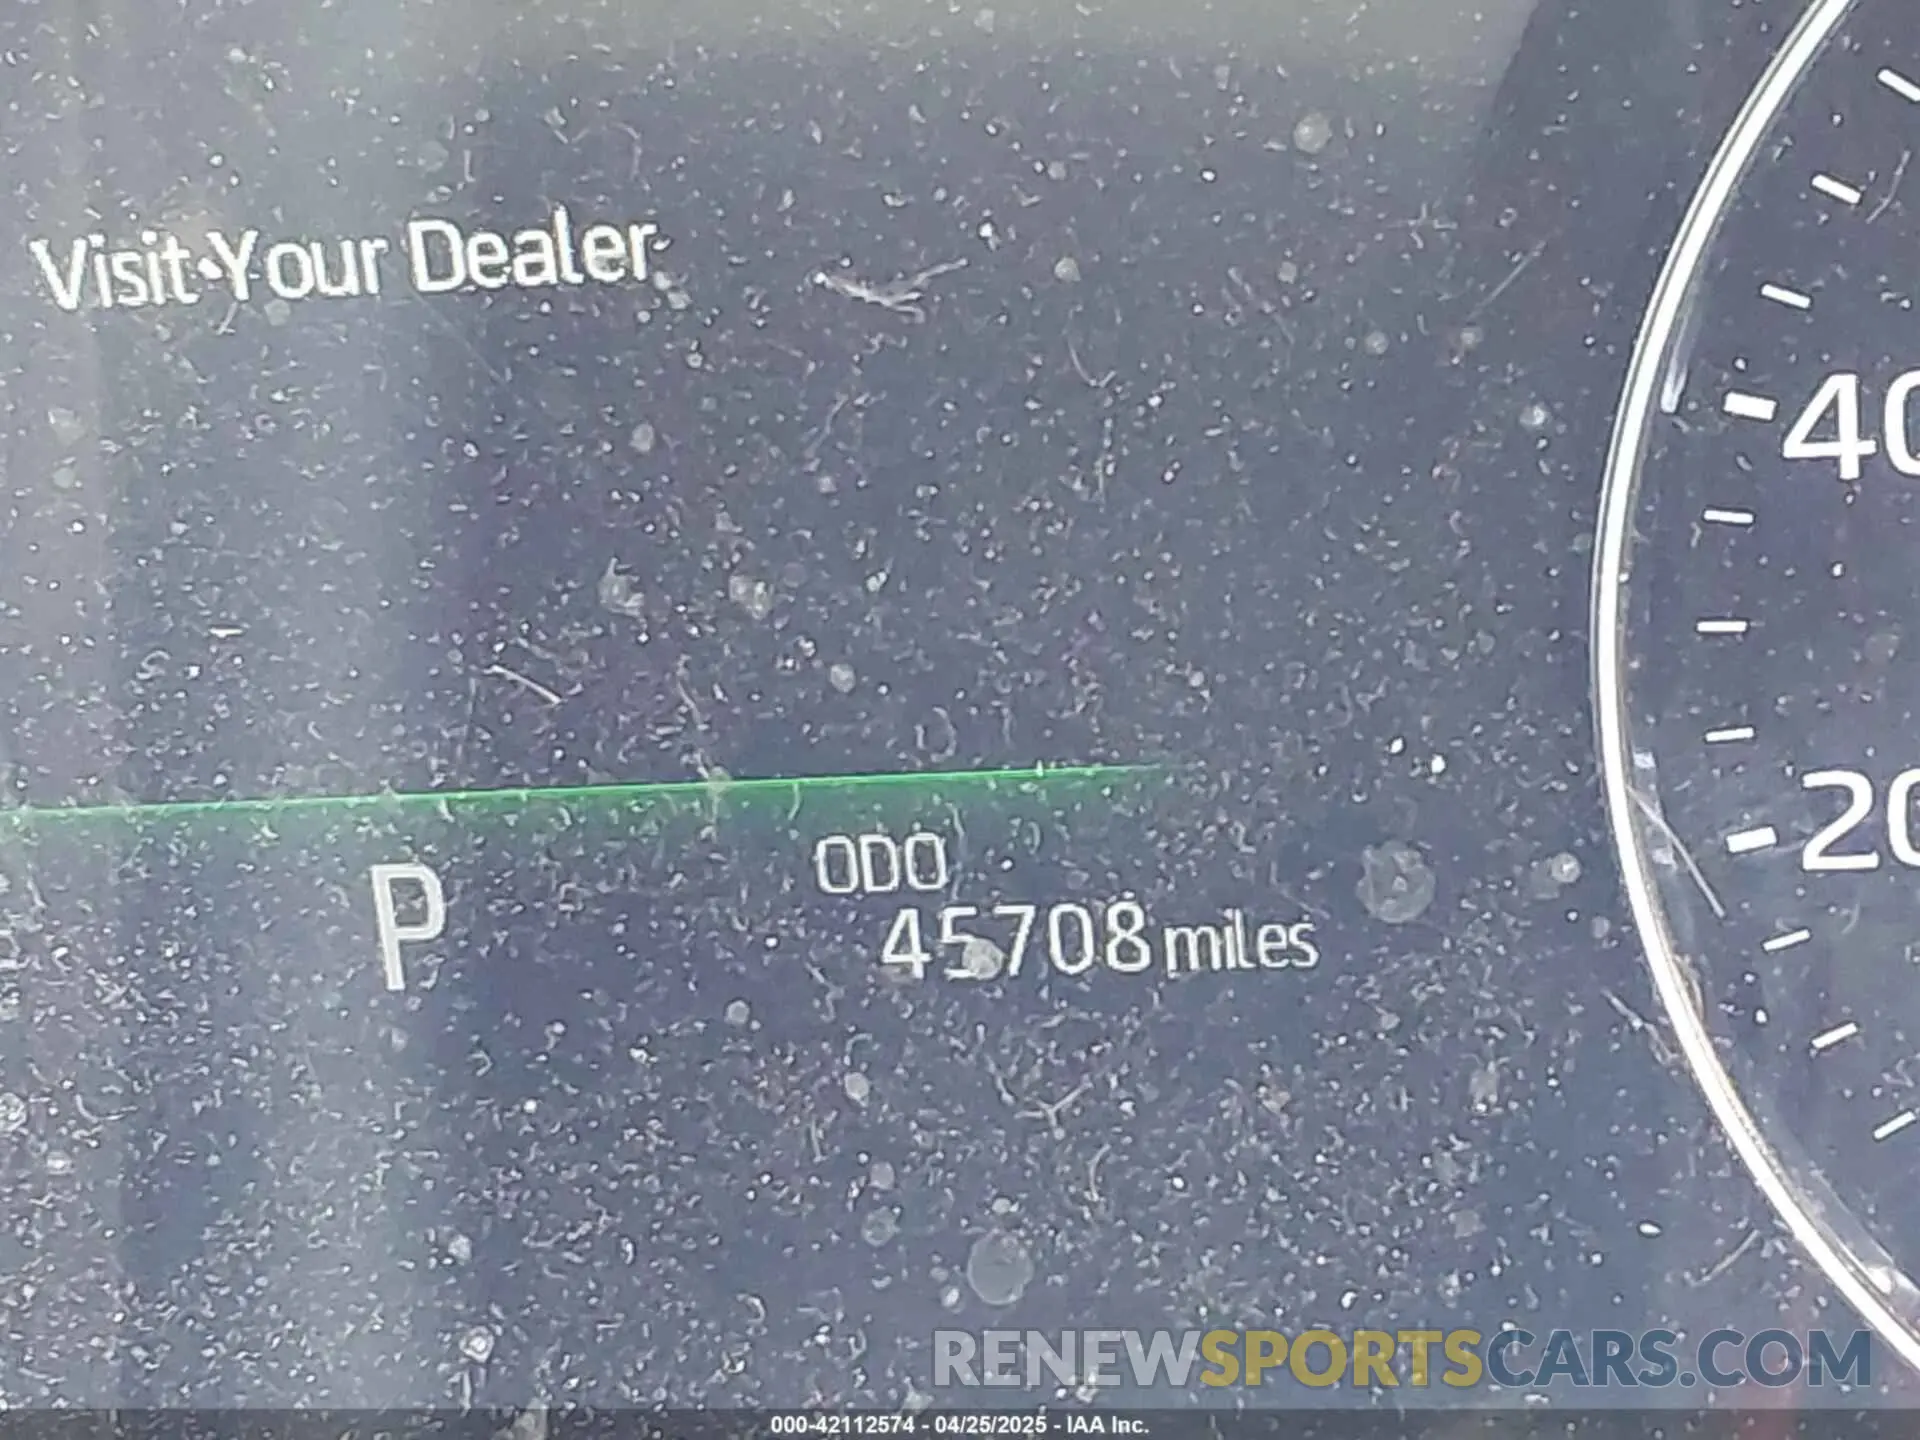 Visit Your Dealer
40
20
P
ODO
45708 miles
RENEWSPORTSCARS.COM
000-42112574 - 04/25/2025 - IAA Inc.